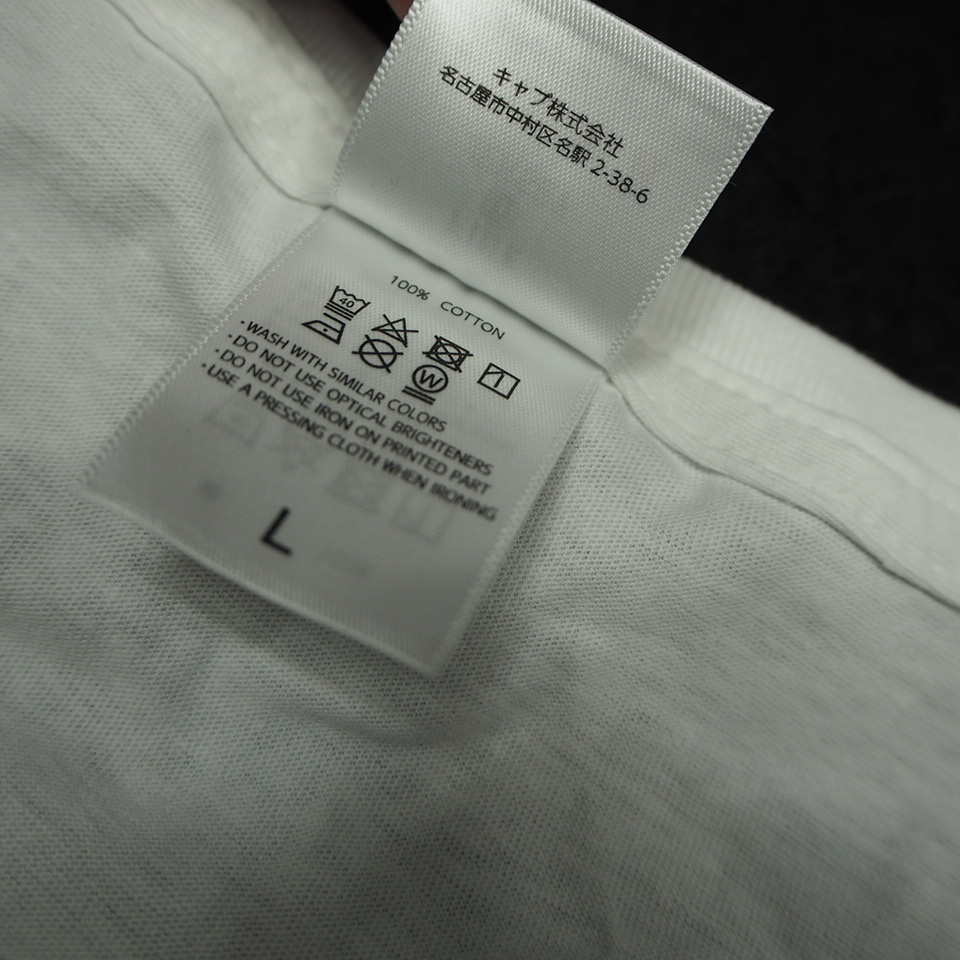 キャブ株式会社
名古屋市中村区名駅 2-38-6
100% COTTON
40
W
-WASH WITH SIMILAR COLORS
-DO NOT USE OPTICAL BRIGHTENERS
-DO NOT USE IRON ON PRINTED PART
-USE A PRESSING CLOTH WHEN IRONING
L